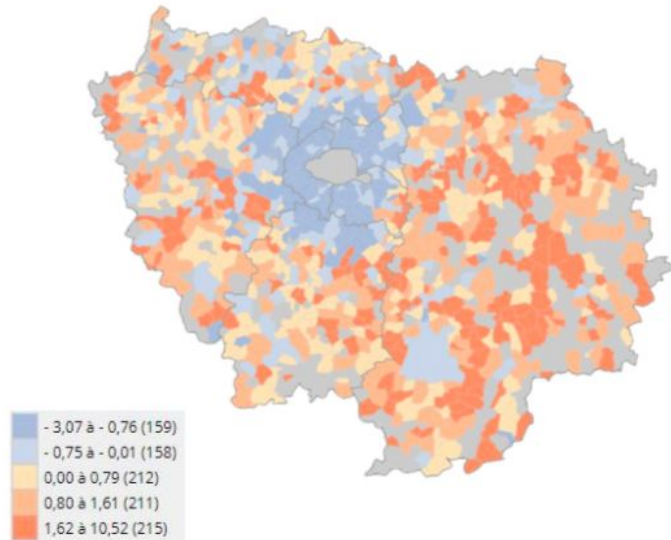 - 3,07 à - 0,76 (159)
- 0,75 à - 0,01 (158)
0,00 à 0,79 (212)
0,80 à 1,61 (211)
1,62 à 10,52 (215)